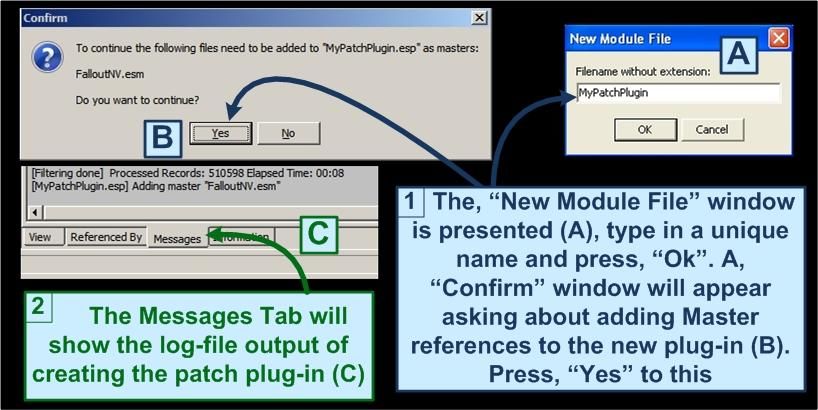 Confirm
To continue the following files need to be added to "MyPatchPlugin.esp" as masters:
FalloutNV.esm
Do you want to continue?
Yes
No
B
New Module File
A
Filename without extension:
MyPatchPlugin
OK
Cancel
[Filtering done] Processed Records: 510598 Elapsed Time: 00:08
[MyPatchPlugin.esp] Adding master "FalloutNV.esm"
View
Referenced By
Messages
Information
C
1 The, “New Module File” window
is presented (A), type in a unique
name and press, “Ok”. A,
“Confirm” window will appear
asking about adding Master
references to the new plug-in (B).
Press, “Yes” to this
2 The Messages Tab will
show the log-file output of
creating the patch plug-in (C)